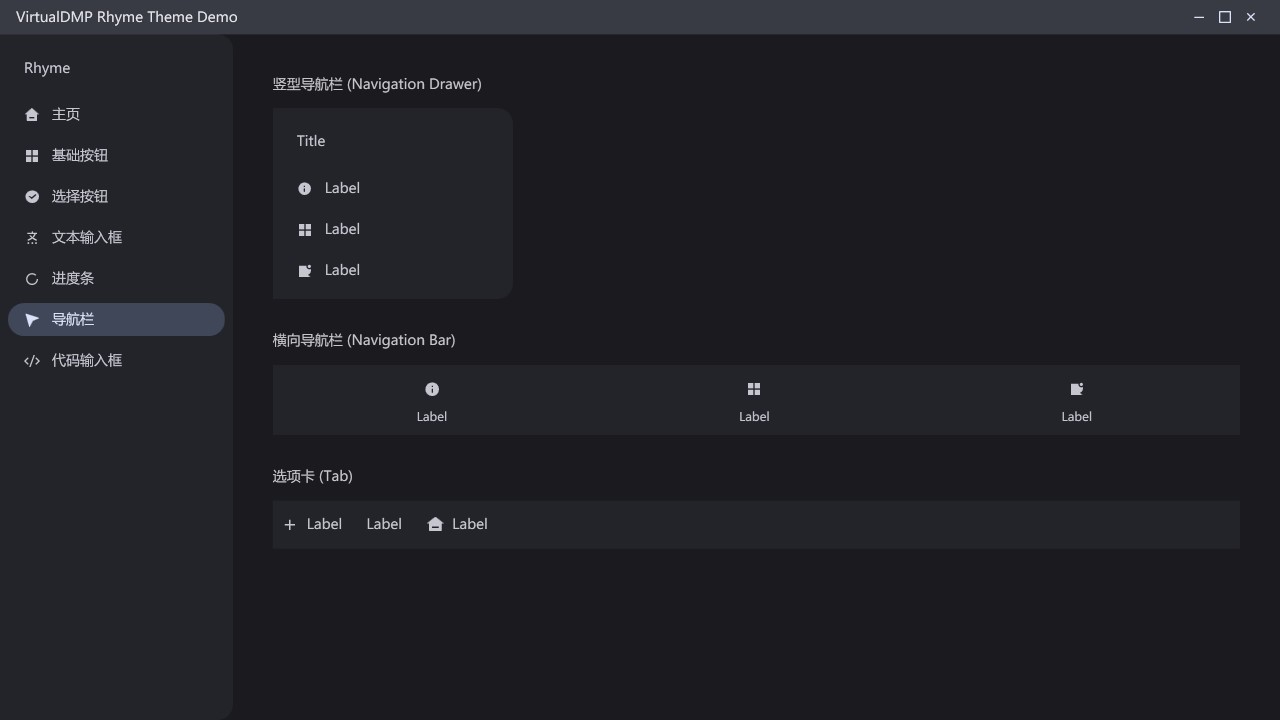 VirtualDMP Rhyme Theme Demo
Rhyme
主页
基础按钮
选择按钮
文本输入框
进度条
导航栏
代码输入框
竖型导航栏 (Navigation Drawer)
Title
Label
Label
Label
横向导航栏 (Navigation Bar)
Label
Label
Label
选项卡 (Tab)
Label
Label
Label